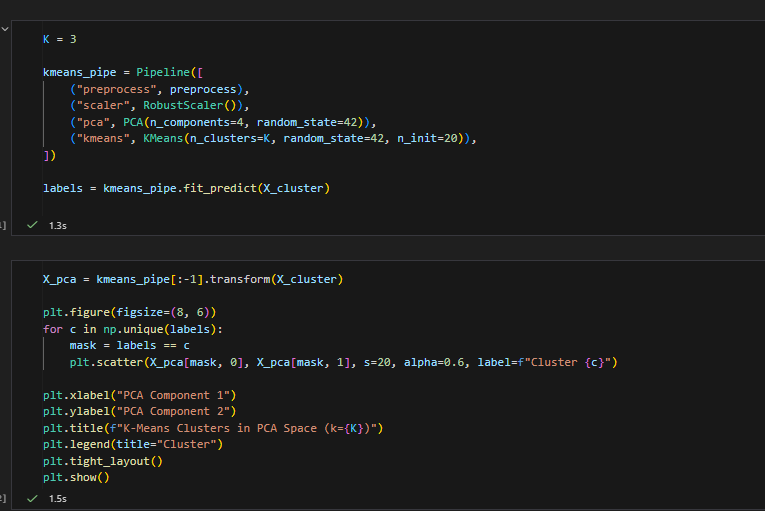 K = 3
kmeans_pipe = Pipeline([
("preprocess", preprocess),
("scaler", RobustScaler()),
("pca", PCA(n_components=4, random_state=42)),
("kmeans", KMeans(n_clusters=K, random_state=42, n_init=20)),
])
labels = kmeans_pipe.fit_predict(X_cluster)
]
1.3s
X_pca = kmeans_pipe[:-1].transform(X_cluster)
plt.figure(figsize=(8, 6))
for c in np.unique(labels):
mask = labels == c
plt.scatter(X_pca[mask, 0], X_pca[mask, 1], s=20, alpha=0.6, label=f"Cluster {c}")
plt.xlabel("PCA Component 1")
plt.ylabel("PCA Component 2")
plt.title(f"K-Means Clusters in PCA Space (k={K})")
plt.legend(title="Cluster")
plt.tight_layout()
plt.show()
]
1.5s